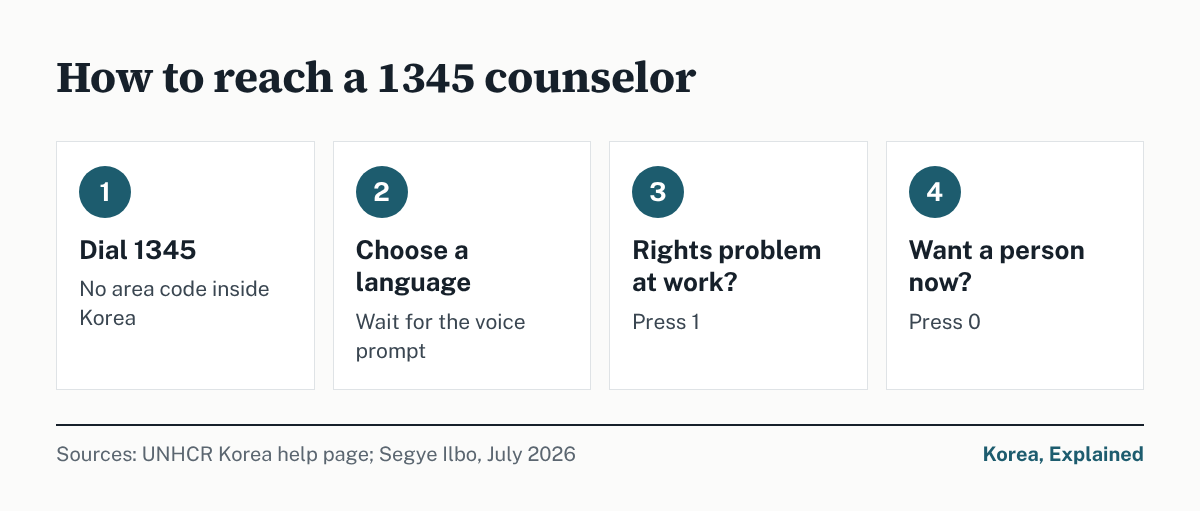 How to reach a 1345 counselor
1
Dial 1345
No area code inside
Korea
2
Choose a
language
Wait for the voice
prompt
3
Rights problem
at work?
Press 1
4
Want a person
now?
Press 0
Sources: UNHCR Korea help page; Segye Ilbo, July 2026
Korea, Explained